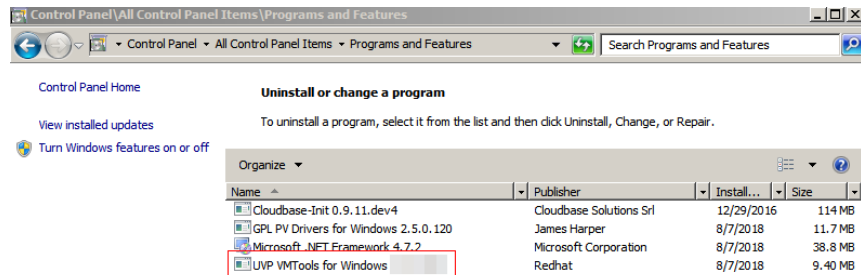 Control Panel\All Control Panel Items\Programs and Features
Control Panel All Control Panel Items Programs and Features Search Programs and Features
Control Panel Home
Uninstall or change a program
View installed updates
To uninstall a program, select it from the list and then click Uninstall, Change, or Repair.
Turn Windows features on or off
Organize
Name Publisher Install... Size
Cloudbase-Init 0.9.11.dev4 Cloudbase Solutions Srl 12/29/2016 114 MB
GPL PV Drivers for Windows 2.5.0.120 James Harper 8/7/2018 11.7 MB
Microsoft .NET Framework 4.7.2 Microsoft Corporation 8/7/2018 38.8 MB
UVP VMTools for Windows Redhat 8/7/2018 9.40 MB